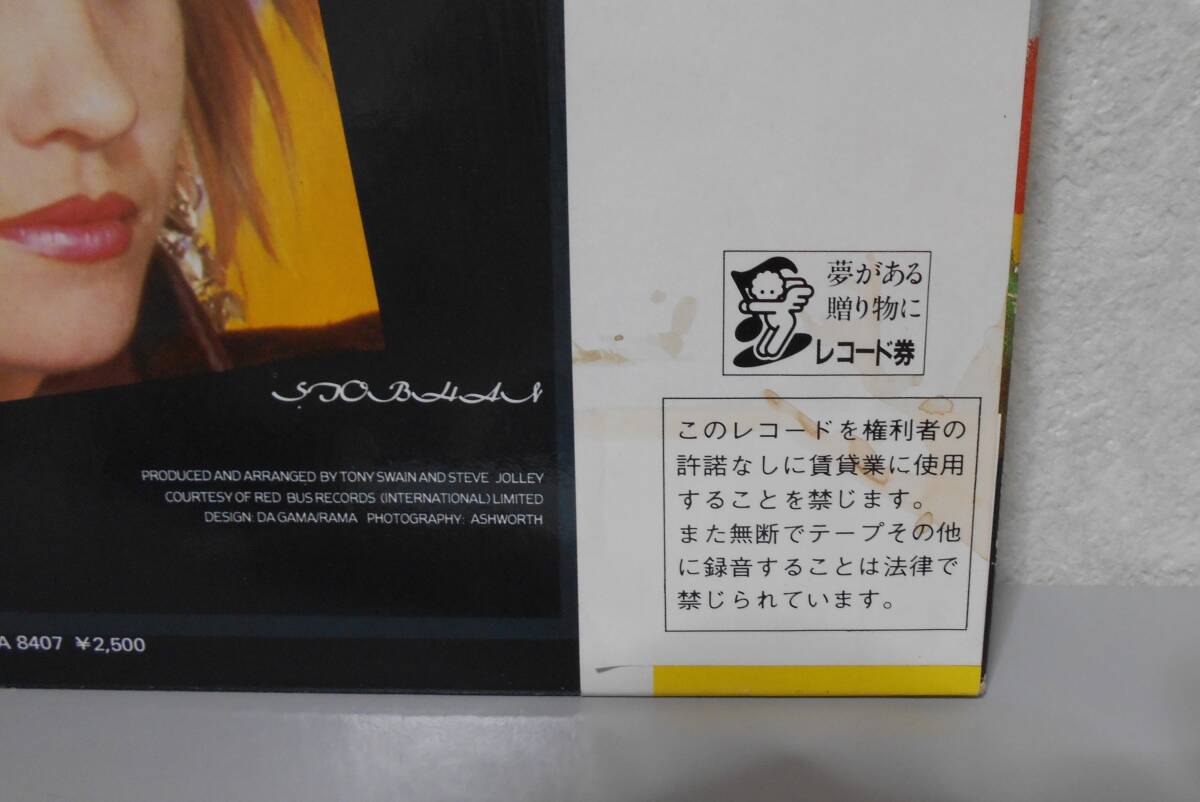 SIOBHAN
PRODUCED AND ARRANGED BY TONY SWAIN AND STEVE JOLLEY
COURTESY OF RED BUS RECORDS (INTERNATIONAL) LIMITED
DESIGN: DA GAMA/RAMA PHOTOGRAPHY: ASHWORTH
A 8407 ¥2,500
夢がある
贈り物に
レコード券
このレコードを権利者の
許諾なしに賃貸業に使用
することを禁じます。
また無断でテープその他
に録音することは法律で
禁じられています。